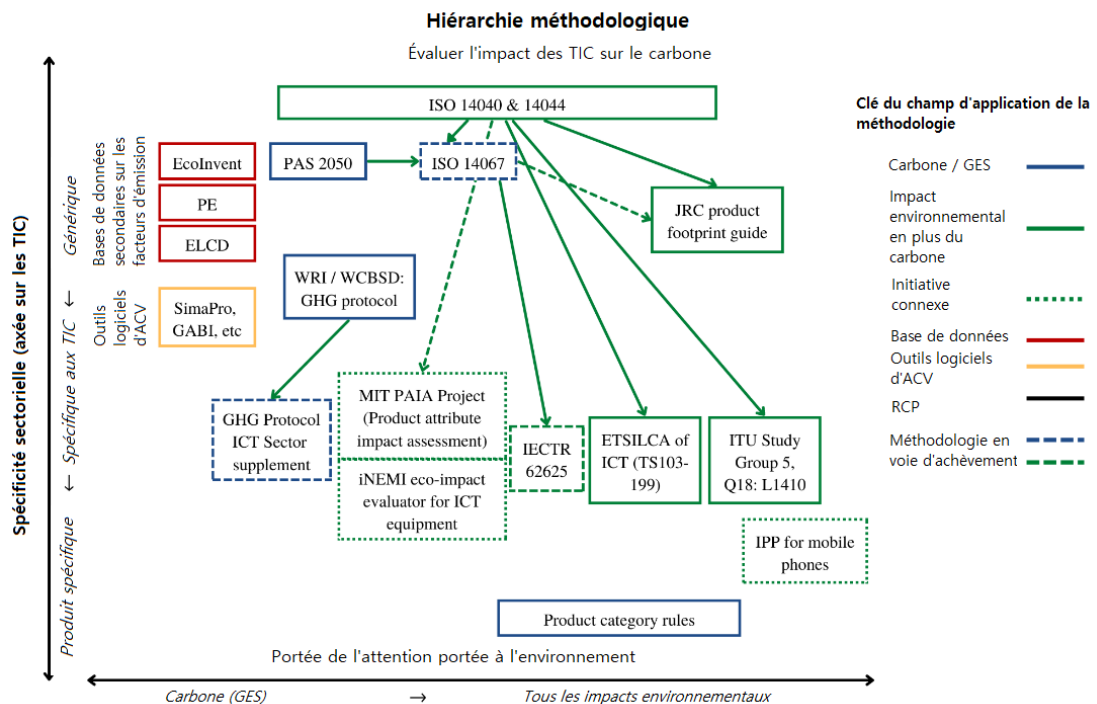 Hiérarchie méthodologique
Évaluer l'impact des TIC sur le carbone
Spécificité sectorielle (axée sur les TIC)
Produit spécifique ← Spécifique aux TIC ← Générique
Bases de données
secondaires sur les
facteurs d'émission
Outils
logiciels
d'ACV
ISO 14040 & 14044
EcoInvent
PAS 2050
ISO 14067
PE
ELCD
JRC product
footprint guide
WRI / WCBSD:
GHG protocol
SimaPro,
GABI, etc
GHG Protocol
ICT Sector
supplement
MIT PAIA Project
(Product attribute
impact assessment)
iNEMI eco-impact
evaluator for ICT
equipment
IECTR
62625
ETSILCA of
ICT (TS103-
199)
ITU Study
Group 5,
Q18: L1410
IPP for mobile
phones
Product category rules
Portée de l'attention portée à l'environnement
Carbone (GES) → Tous les impacts environnementaux
Clé du champ d'application de la
méthodologie
Carbone / GES
Impact
environnemental
en plus du
carbone
Initiative
connexe
Base de données
Outils logiciels
d'ACV
RCP
Méthodologie en
voie d'achèvement